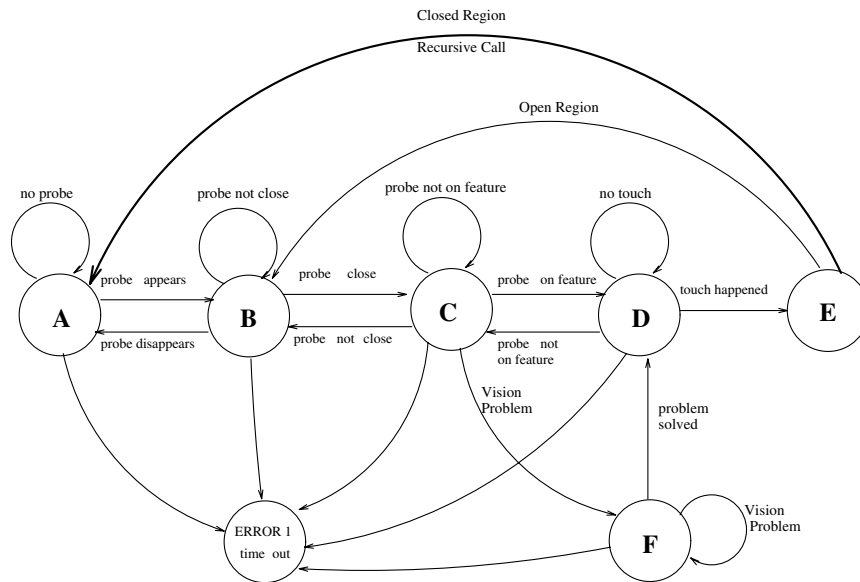 Closed Region
Recursive Call
Open Region
no probe
probe not close
probe not on feature
no touch
probe appears
probe close
probe on feature
touch happened
A
B
C
D
E
probe disappears
probe not close
probe not
on feature
Vision
Problem
problem
solved
ERROR 1
time out
F
Vision
Problem